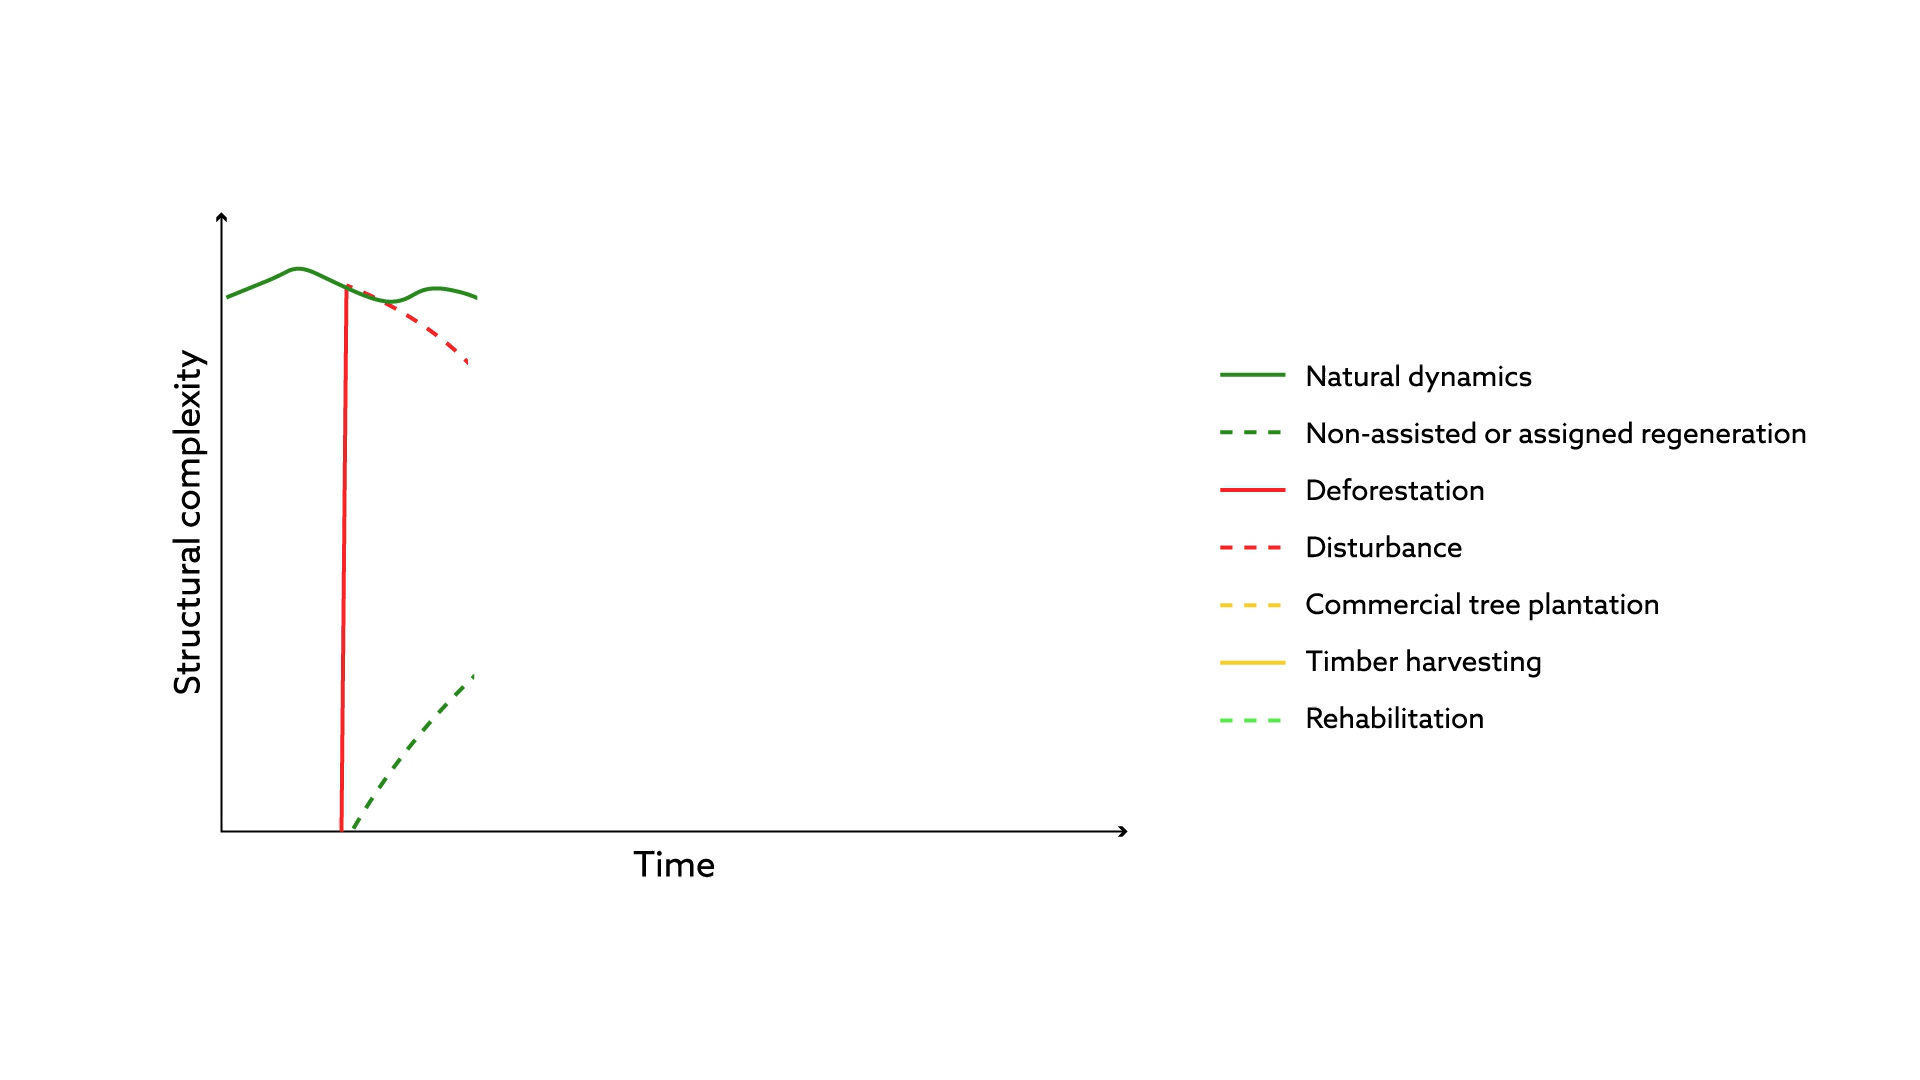 Structural complexity
Time
Natural dynamics
Non-assisted or assigned regeneration
Deforestation
Disturbance
Commercial tree plantation
Timber harvesting
Rehabilitation